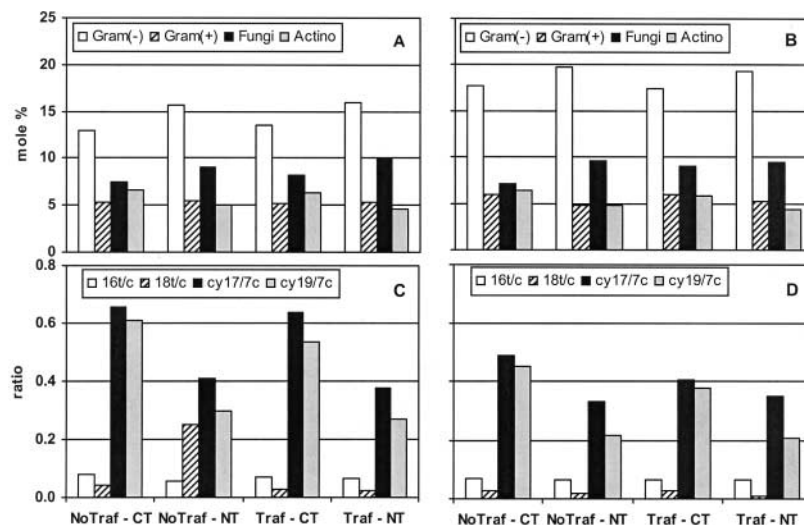 25
20
15
10
5
0
mole %
Gram(-) Gram(+) Fungi Actino
A
Gram(-) Gram(+) Fungi Actino
B
0.8
0.6
0.4
0.2
0.0
ratio
16t/c 18t/c cy17/7c cy19/7c
C
16t/c 18t/c cy17/7c cy19/7c
D
NoTraf - CT NoTraf - NT Traf - CT Traf - NT
NoTraf - CT NoTraf - NT Traf - CT Traf - NT